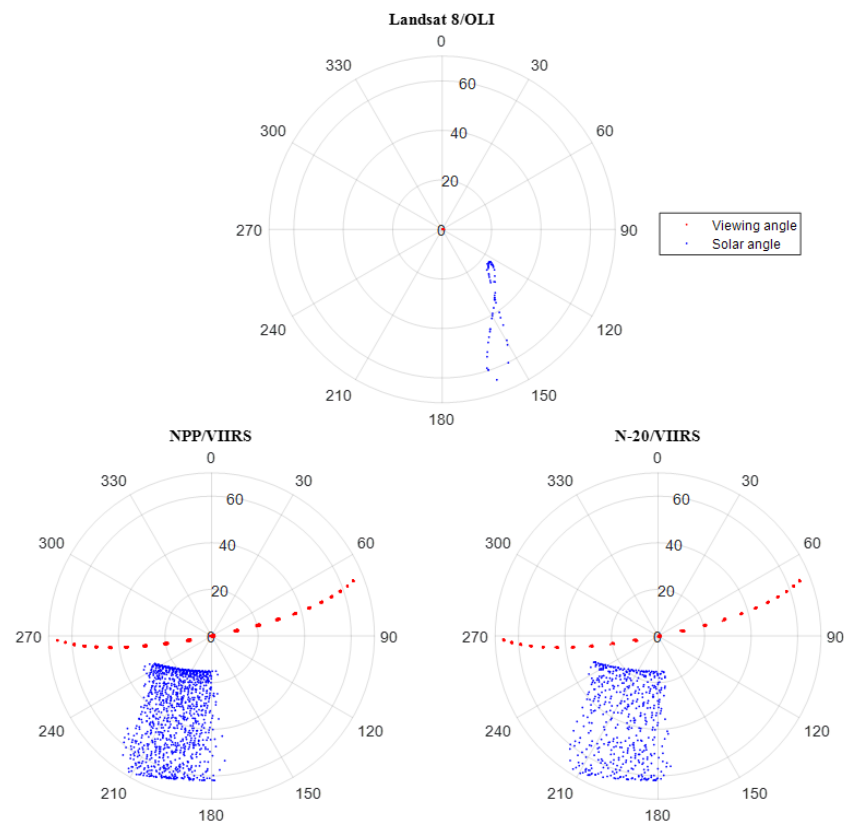 Landsat 8/OLI
0
330 30
60
300 60
40
20
270 0 90
Viewing angle
Solar angle
240 120
210 150
180
NPP/VIIRS N-20/VIIRS
0 0
330 30 330 30
60 60
300 60 300 60
40 40
20 20
270 0 90 270 0 90
240 120 240 120
210 150 210 150
180 180